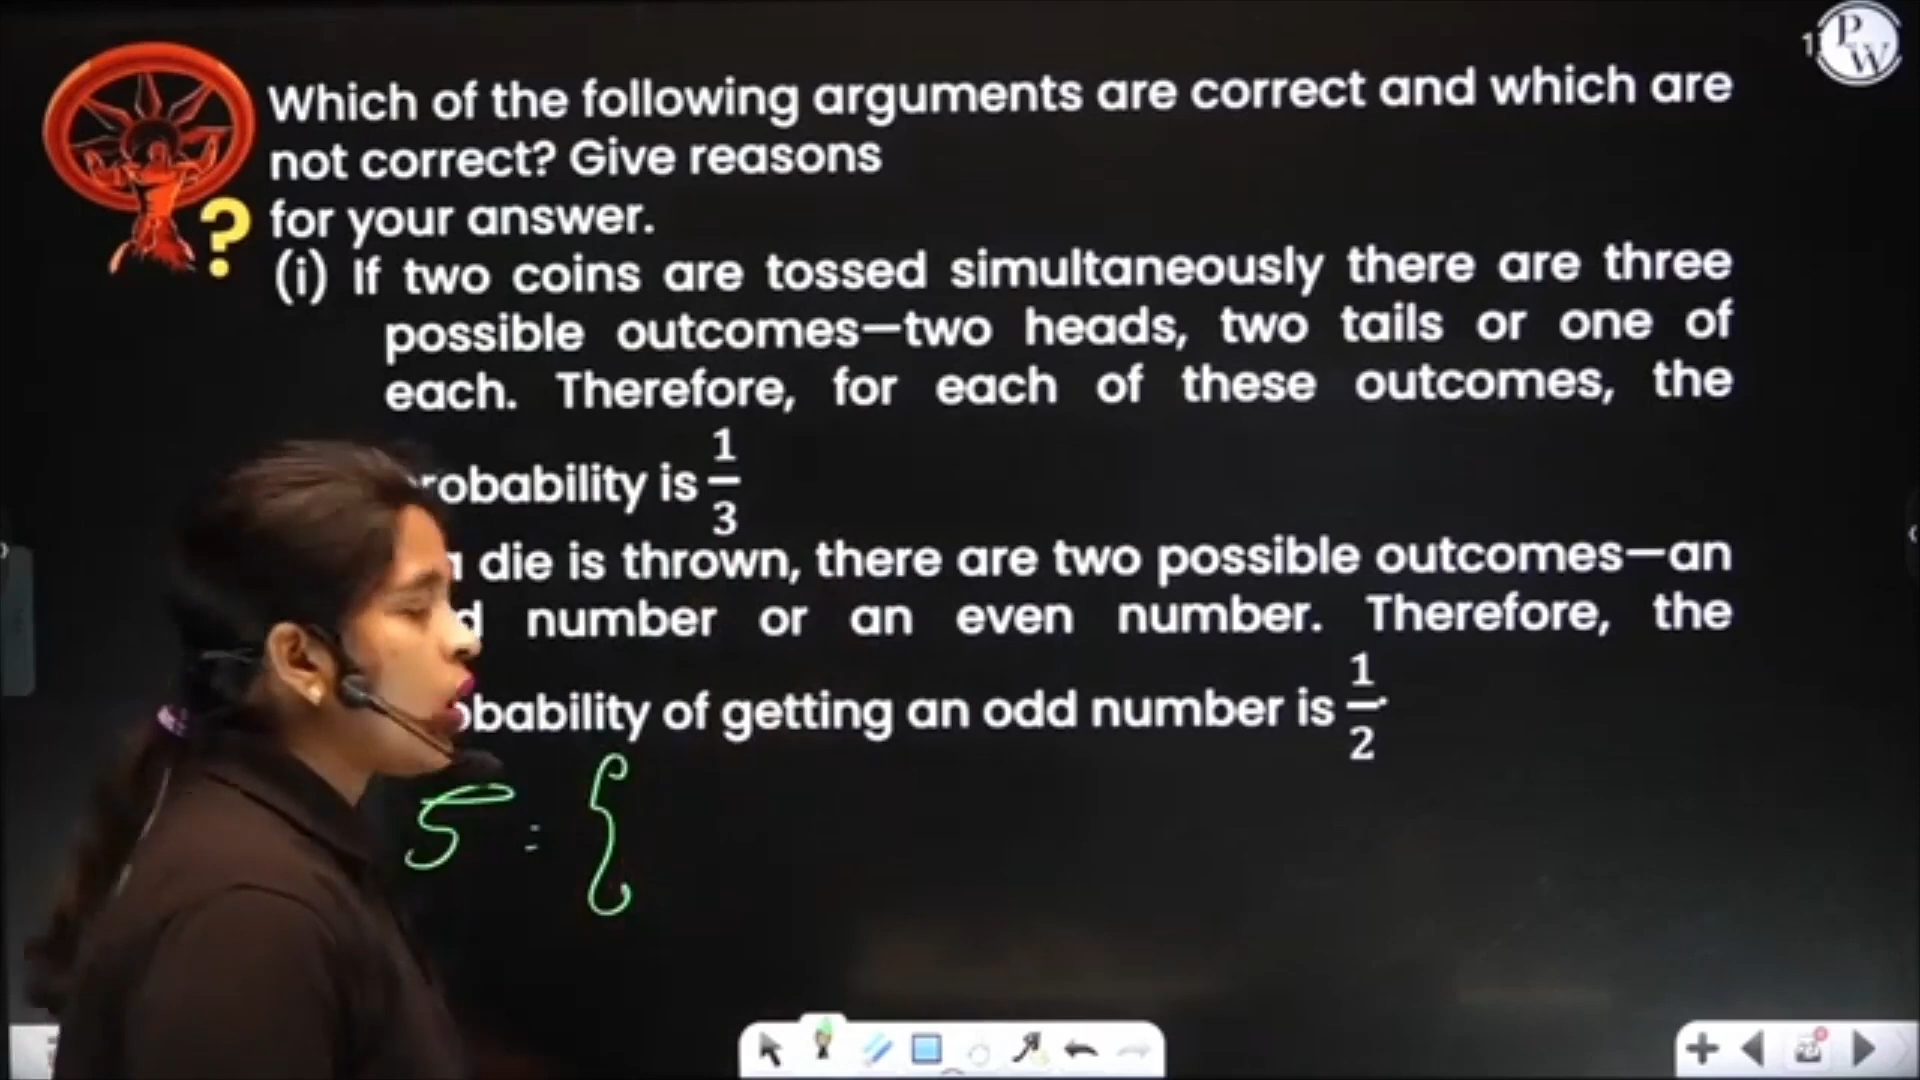 Which of the following arguments are correct and which are
not correct? Give reasons
for your answer.
(i) If two coins are tossed simultaneously there are three
possible outcomes—two heads, two tails or one of
each. Therefore, for each of these outcomes, the
robability is 1/3
die is thrown, there are two possible outcomes—an
number or an even number. Therefore, the
obability of getting an odd number is 1/2.
S = {
PW